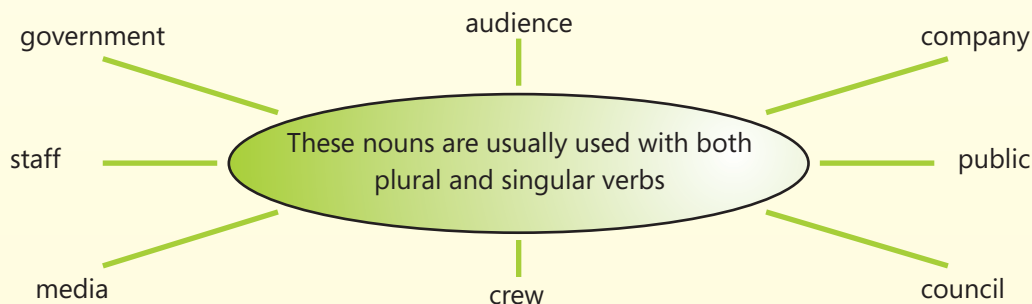 government
audience
company
These nouns are usually used with both
plural and singular verbs
staff
public
media
crew
council